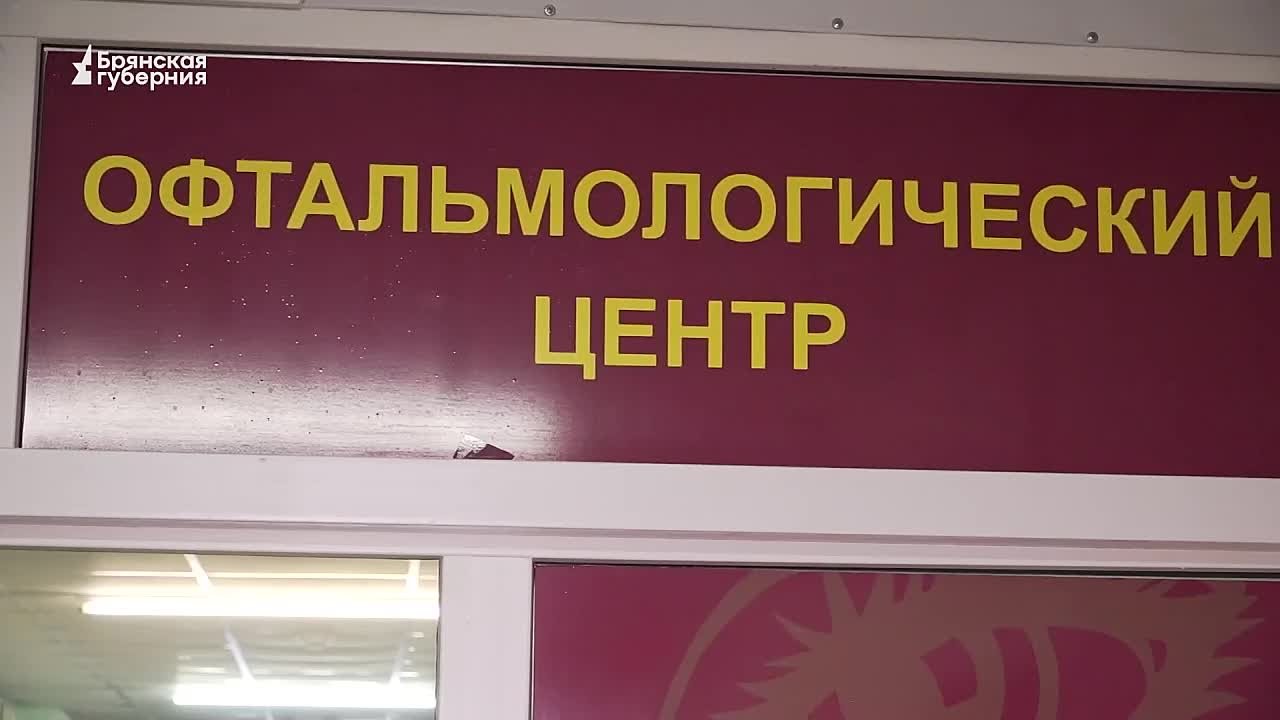 Брянская
губерния
ОФТАЛЬМОЛОГИЧЕСКИЙ
ЦЕНТР